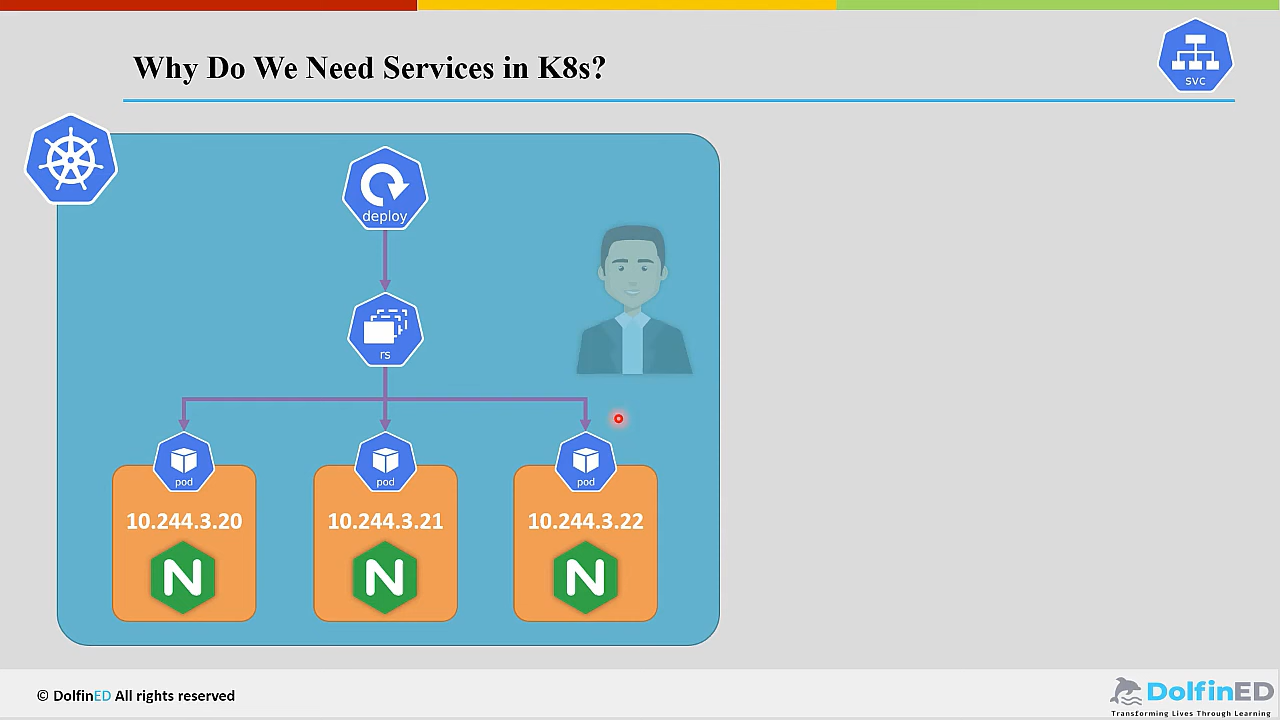 Why Do We Need Services in K8s?
svc
deploy
rs
pod
pod
pod
10.244.3.20
10.244.3.21
10.244.3.22
N
N
N
© DolfinED All rights reserved
DolfinED
Transforming Lives Through Learning